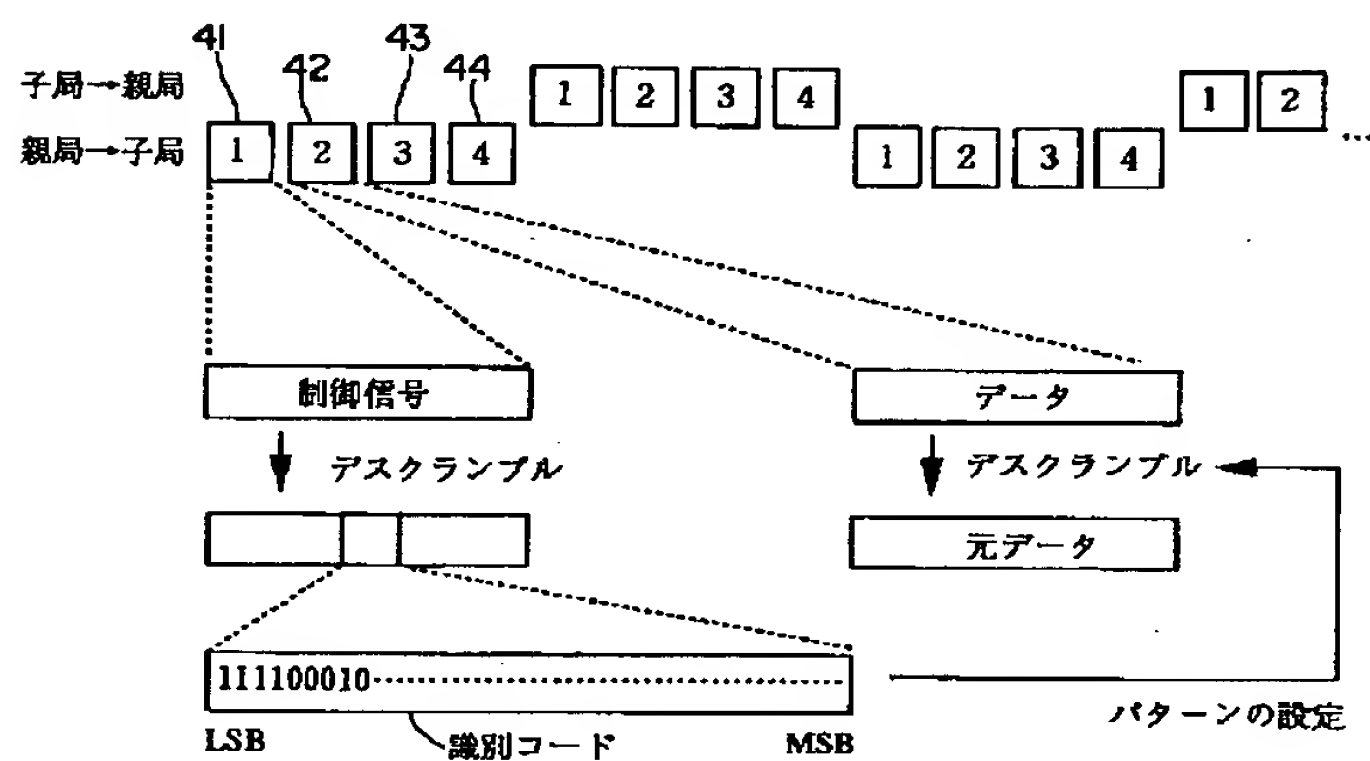 41 42 43 44
子局→親局 1 2 3 4 1 2
親局→子局 1 2 3 4 1 2 3 4 ...
制御信号 データ
デスクランブル デスクランブル
元データ
111100010
パターンの設定
LSB 識別コード MSB